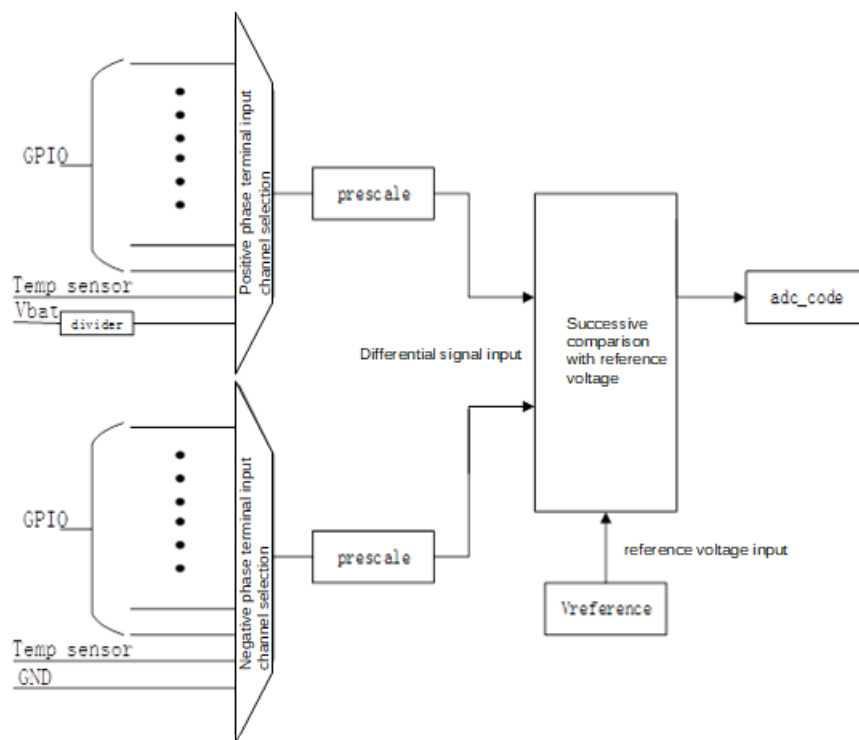 GPIO
Temp sensor
Vbat
divider
Positive phase terminal input
channel selection
prescale
Differential signal input
Successive
comparison
with reference
voltage
adc_code
GPIO
Temp sensor
GND
Negative phase terminal input
channel selection
prescale
reference voltage input
Vreference